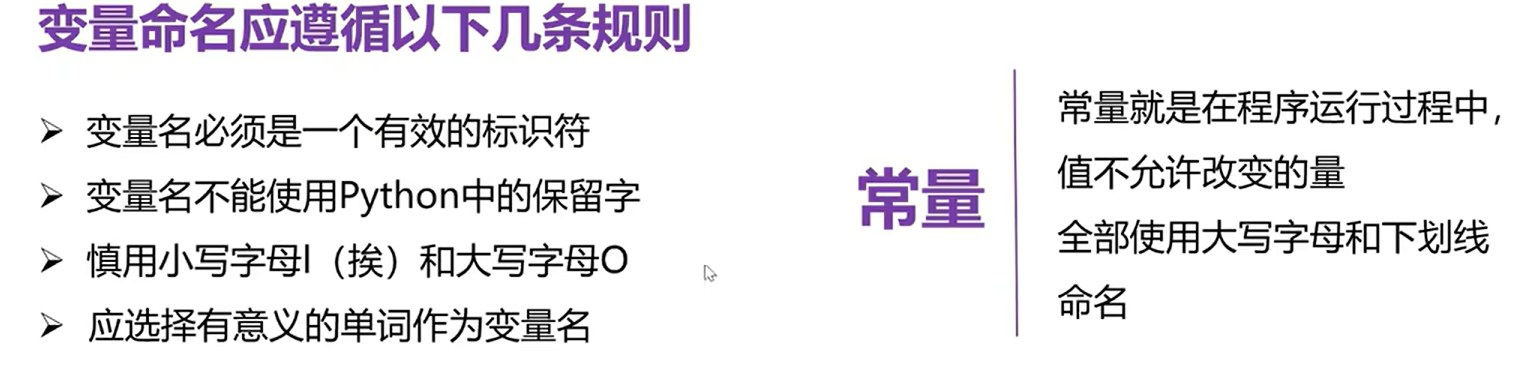 变量命名应遵循以下几条规则
➢ 变量名必须是一个有效的标识符
➢ 变量名不能使用Python中的保留字
➢ 慎用小写字母l（挨）和大写字母O
➢ 应选择有意义的单词作为变量名
常量
常量就是在程序运行过程中，
值不允许改变的量
全部使用大写字母和下划线
命名